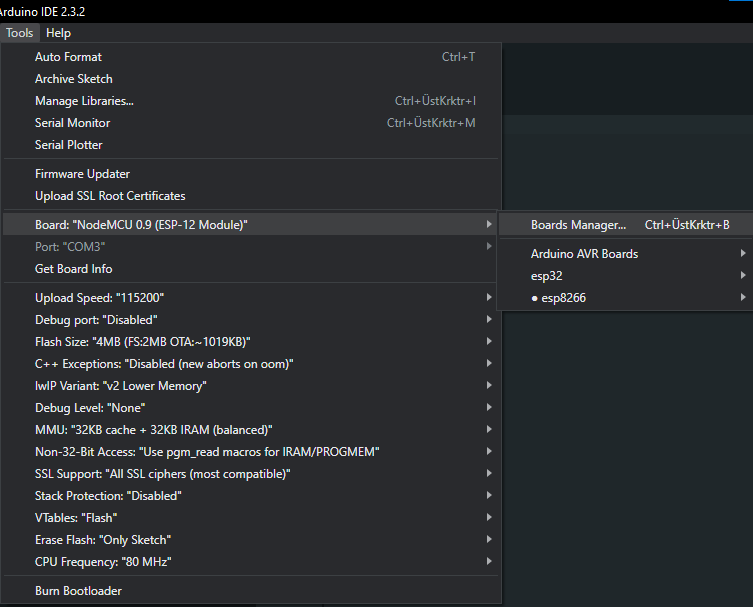 Arduino IDE 2.3.2
Tools Help
Auto Format Ctrl+T
Archive Sketch
Manage Libraries... Ctrl+ÜstKrktr+I
Serial Monitor Ctrl+ÜstKrktr+M
Serial Plotter
Firmware Updater
Upload SSL Root Certificates
Board: "NodeMCU 0.9 (ESP-12 Module)"
Port: "COM3"
Get Board Info
Upload Speed: "115200"
Debug port: "Disabled"
Flash Size: "4MB (FS:2MB OTA:~1019KB)"
C++ Exceptions: "Disabled (new aborts on oom)"
lwIP Variant: "v2 Lower Memory"
Debug Level: "None"
MMU: "32KB cache + 32KB IRAM (balanced)"
Non-32-Bit Access: "Use pgm_read macros for IRAM/PROGMEM"
SSL Support: "All SSL ciphers (most compatible)"
Stack Protection: "Disabled"
VTables: "Flash"
Erase Flash: "Only Sketch"
CPU Frequency: "80 MHz"
Burn Bootloader
Boards Manager... Ctrl+ÜstKrktr+B
Arduino AVR Boards
esp32
● esp8266